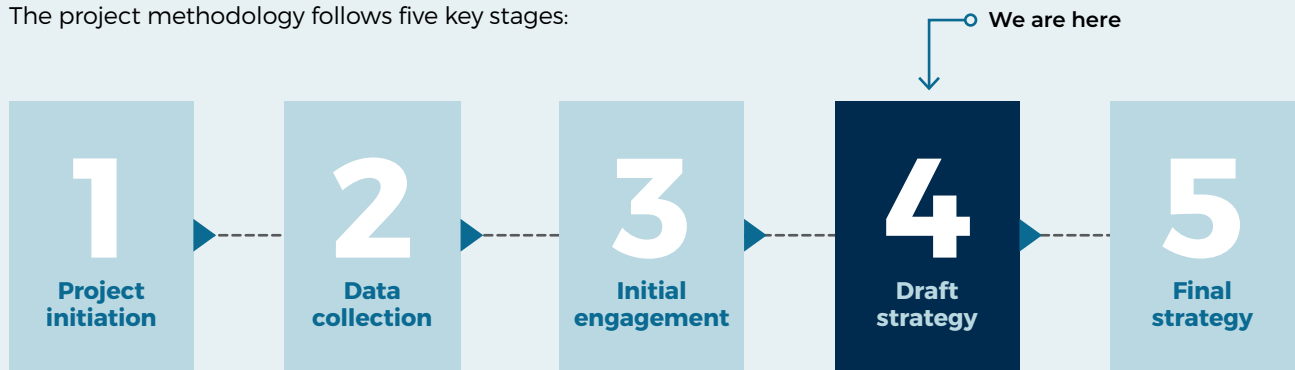 The project methodology follows five key stages:
We are here
1
Project
initiation
2
Data
collection
3
Initial
engagement
4
Draft
strategy
5
Final
strategy